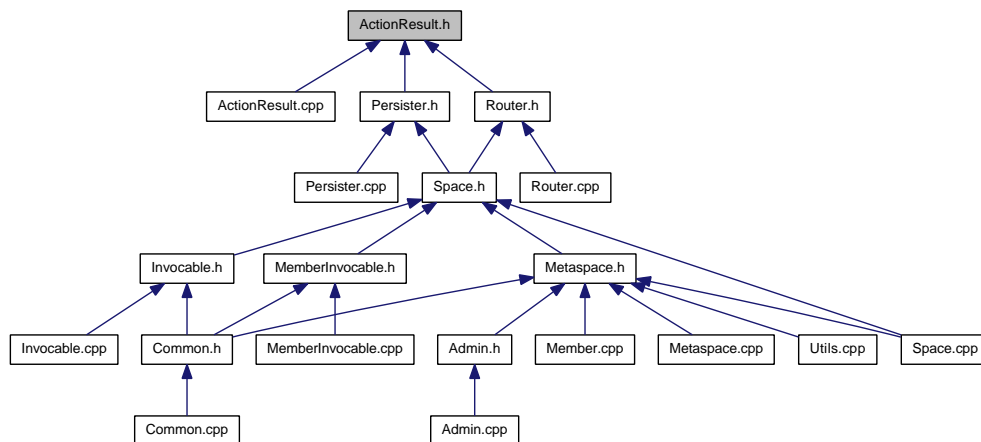 ActionResult.h
ActionResult.cpp
Persister.h
Router.h
Persister.cpp
Space.h
Router.cpp
Invocable.h
MemberInvocable.h
Metaspace.h
Invocable.cpp
Common.h
MemberInvocable.cpp
Admin.h
Member.cpp
Metaspace.cpp
Utils.cpp
Space.cpp
Common.cpp
Admin.cpp